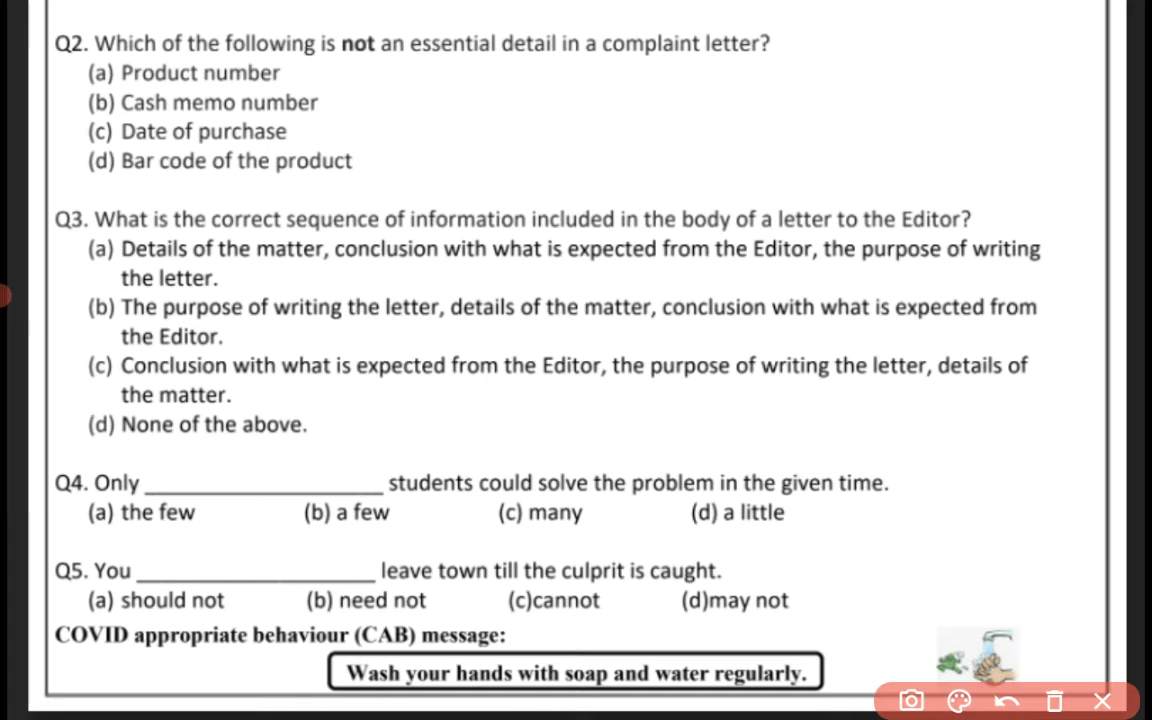 Q2. Which of the following is not an essential detail in a complaint letter?
(a) Product number
(b) Cash memo number
(c) Date of purchase
(d) Bar code of the product
Q3. What is the correct sequence of information included in the body of a letter to the Editor?
(a) Details of the matter, conclusion with what is expected from the Editor, the purpose of writing
the letter.
(b) The purpose of writing the letter, details of the matter, conclusion with what is expected from
the Editor.
(c) Conclusion with what is expected from the Editor, the purpose of writing the letter, details of
the matter.
(d) None of the above.
Q4. Only ____________________ students could solve the problem in the given time.
(a) the few (b) a few (c) many (d) a little
Q5. You ____________________ leave town till the culprit is caught.
(a) should not (b) need not (c)cannot (d)may not
COVID appropriate behaviour (CAB) message:
Wash your hands with soap and water regularly.